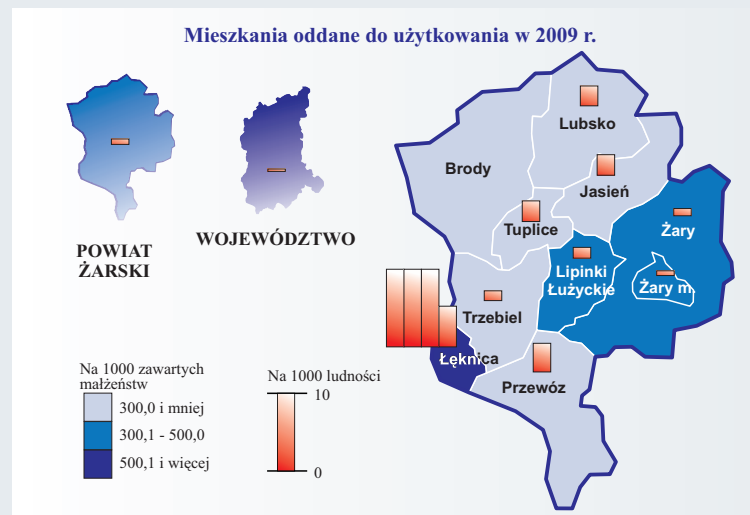 Mieszkania oddane do użytkowania w 2009 r.
POWIAT
ŻARSKI
WOJEWÓDZTWO
Lubsko
Brody
Jasień
Tuplice
Żary
Lipinki
Łużyckie
Żary m.
Trzebiel
Łęknica
Przewóz
Na 1000 zawartych
małżeństw
300,0 i mniej
300,1 - 500,0
500,1 i więcej
Na 1000 ludności
10
0